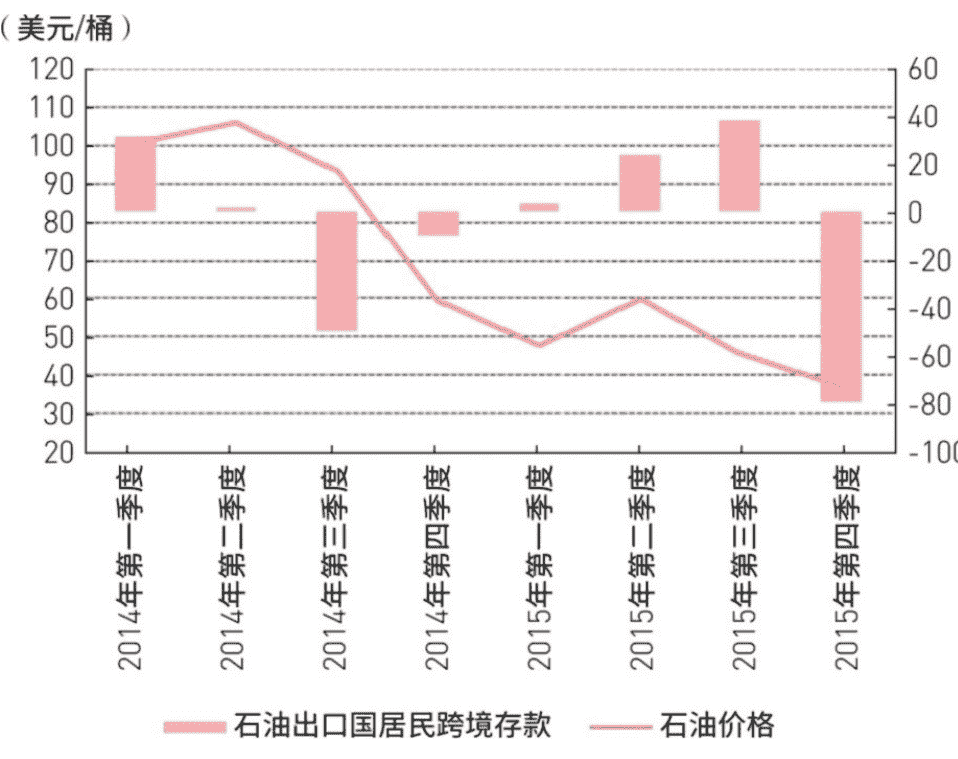 （美元/桶）
120
110
100
90
80
70
60
50
40
30
20
60
40
20
0
-20
-40
-60
-80
-100
2014年第一季度
2014年第二季度
2014年第三季度
2014年第四季度
2015年第一季度
2015年第二季度
2015年第三季度
2015年第四季度
石油出口国居民跨境存款
石油价格